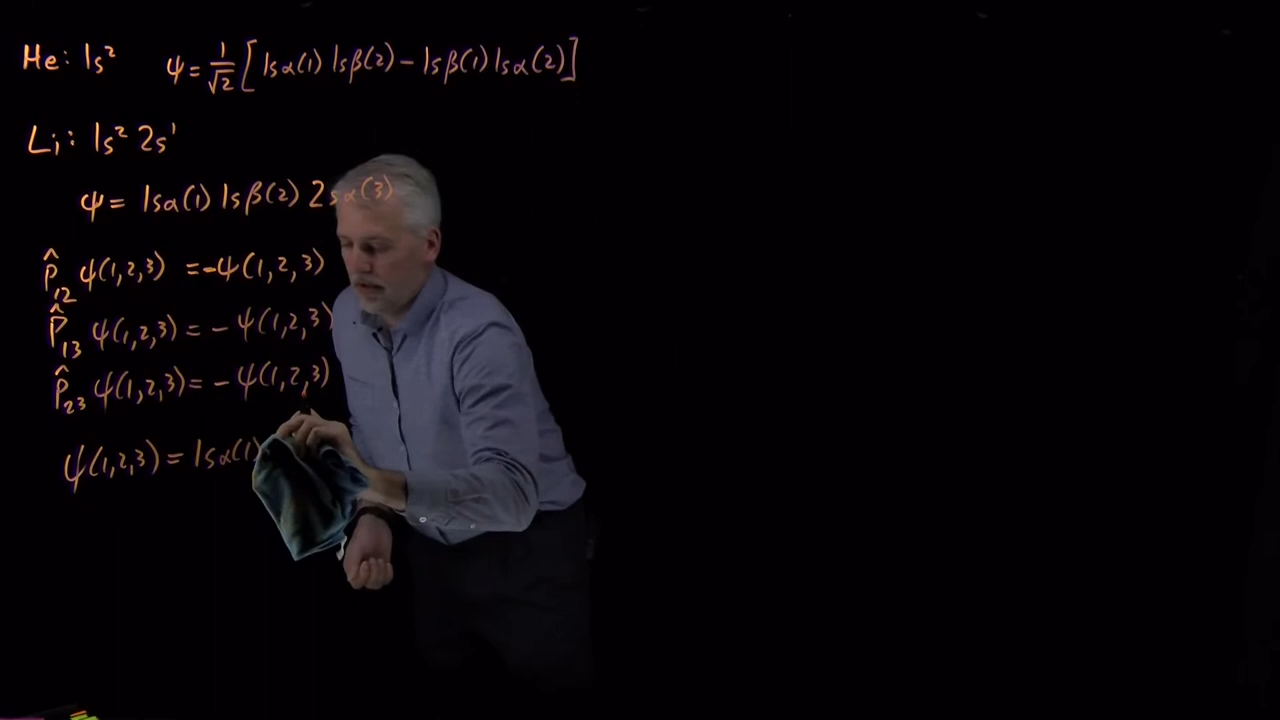 He: 1s² ψ = 1/√2 [1sα(1) 1sβ(2) − 1sβ(1) 1sα(2)]
Li: 1s² 2s¹
ψ = 1sα(1) 1sβ(2) 2sα(3)
P̂₁₂ ψ(1,2,3) = -ψ(1,2,3)
P̂₁₃ ψ(1,2,3) = − ψ(1,2,3)
P̂₂₃ ψ(1,2,3) = − ψ(1,2,3)
ψ(1,2,3) = 1sα(1)